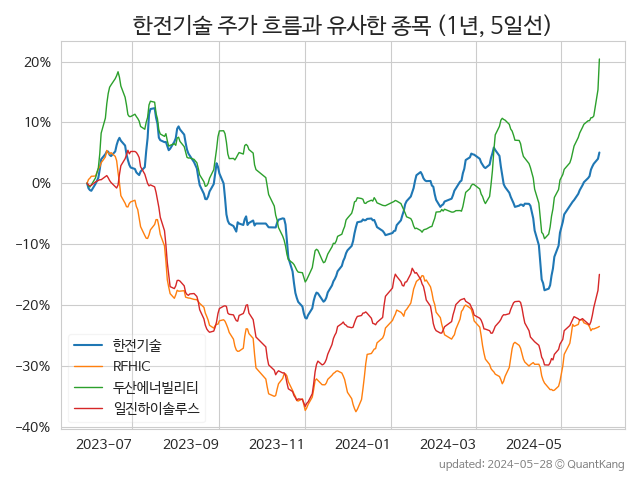 한전기술 주가 흐름과 유사한 종목 (1년, 5일선)
20%
10%
0%
−10%
−20%
−30%
−40%
한전기술
RFHIC
두산에너빌리티
일진하이솔루스
2023−07
2023−09
2023−11
2024−01
2024−03
2024−05
updated: 2024-05-28 © QuantKang